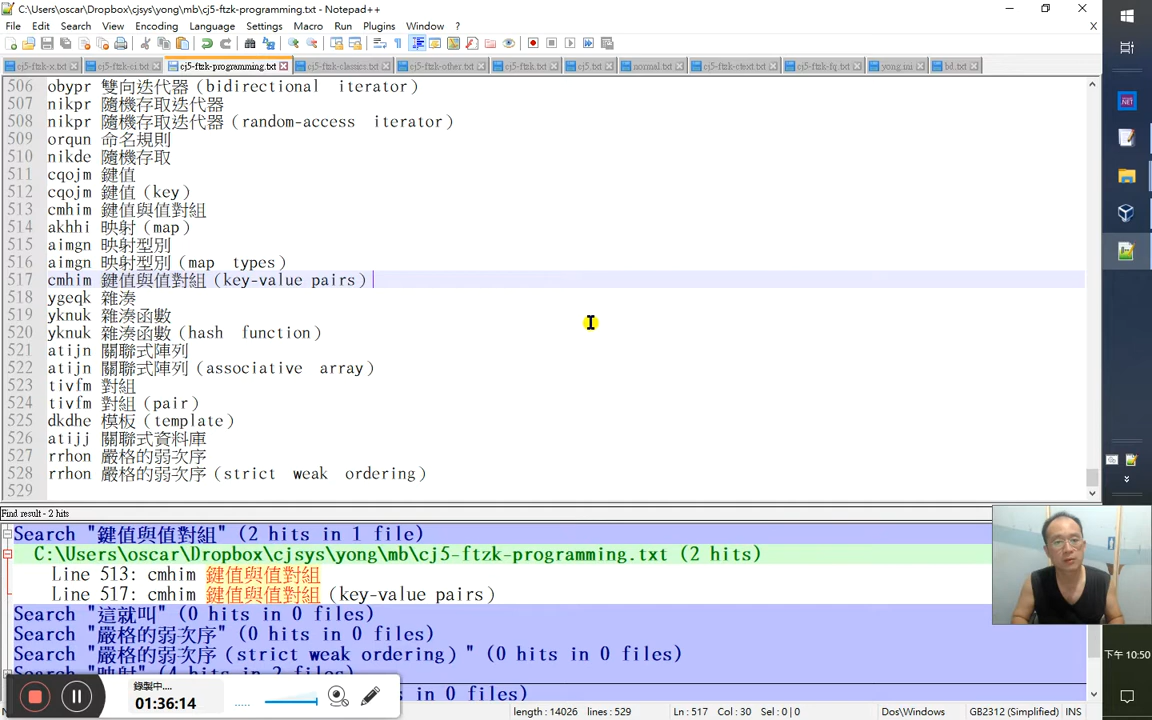 C:\Users\oscar\Dropbox\cjsys\yong\mb\cj5-ftzk-programming.txt - Notepad++
File Edit Search View Encoding Language Settings Macro Run Plugins Window ?
cj5-ftzk-x.txt cj5-ftzk-ci.txt cj5-ftzk-programming.txt cj5-ftzk-classics.txt cj5-ftzk-other.txt cj5-ftzk.txt cj5.txt normal.txt cj5-ftzk-ctext.txt cj5-ftzk-fq.txt yong.ini bd.txt
506 obypr 雙向迭代器(bidirectional iterator)
507 nikpr 隨機存取迭代器
508 nikpr 隨機存取迭代器(random-access iterator)
509 orqun 命名規則
510 nikde 隨機存取
511 cqojm 鍵值
512 cqojm 鍵值(key)
513 cmhim 鍵值與值對組
514 akhhi 映射(map)
515 aimgn 映射型別
516 aimgn 映射型別(map types)
517 cmhim 鍵值與值對組(key-value pairs)
518 ygeqk 雜湊
519 yknuk 雜湊函數
520 yknuk 雜湊函數(hash function)
521 atijn 關聯式陣列
522 atijn 關聯式陣列(associative array)
523 tivfm 對組
524 tivfm 對組(pair)
525 dkdhe 模板(template)
526 atijj 關聯式資料庫
527 rrhon 嚴格的弱次序
528 rrhon 嚴格的弱次序(strict weak ordering)
529
Find result - 2 hits
Search "鍵值與值對組" (2 hits in 1 file)
C:\Users\oscar\Dropbox\cjsys\yong\mb\cj5-ftzk-programming.txt (2 hits)
Line 513: cmhim 鍵值與值對組
Line 517: cmhim 鍵值與值對組(key-value pairs)
Search "這就叫" (0 hits in 0 files)
Search "嚴格的弱次序" (0 hits in 0 files)
Search "嚴格的弱次序(strict weak ordering)" (0 hits in 0 files)
Search "映射" (4 hits in 2 files)
ts in 0 files)
錄製中....
01:36:14
.NET
下午 10:50
length : 14026 lines : 529 Ln : 517 Col : 30 Sel : 0 | 0 Dos\Windows GB2312 (Simplified) INS